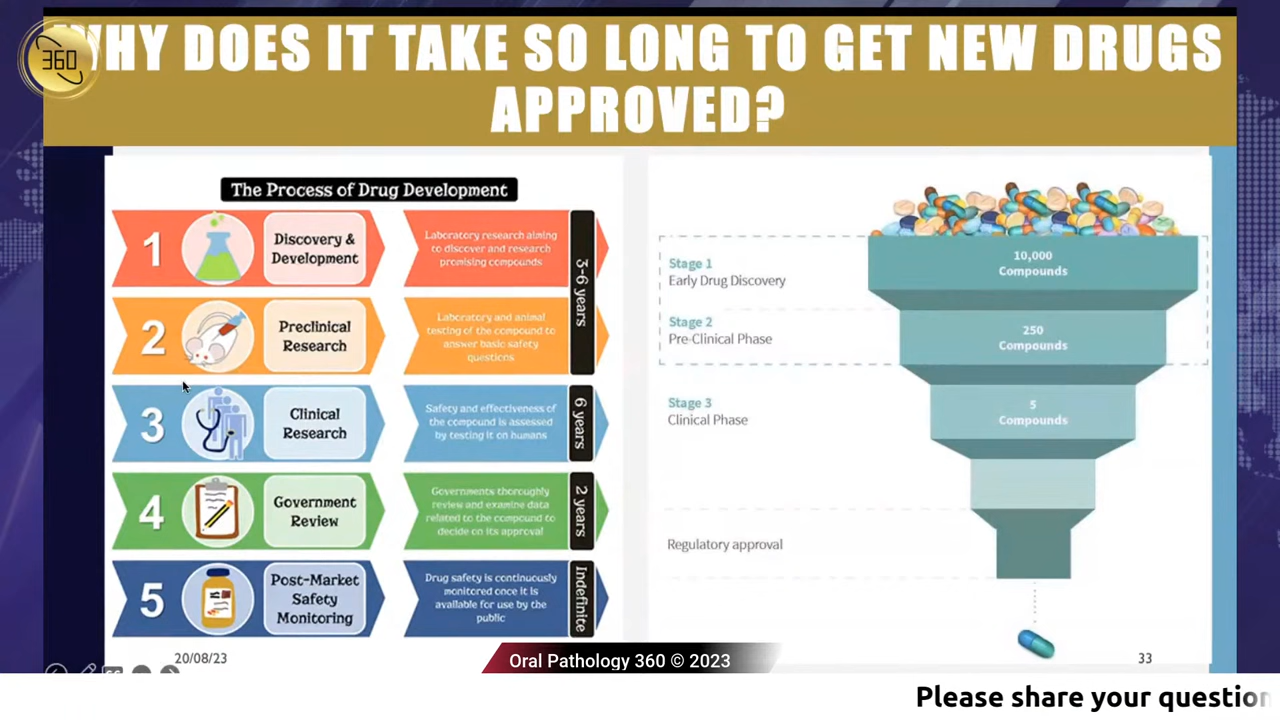 WHY DOES IT TAKE SO LONG TO GET NEW DRUGS
APPROVED?
360
The Process of Drug Development
1
Discovery &
Development
Laboratory research aiming
to discover and research
promising compounds
3-6 years
2
Preclinical
Research
Laboratory and animal
testing of the compound to
answer basic safety
questions
3
Clinical
Research
Safety and effectiveness of
the compound is assessed
by testing it on humans
6 years
4
Government
Review
Governments thoroughly
review and examine data
related to the compound to
decide on its approval
2 years
5
Post-Market
Safety
Monitoring
Drug safety is continuously
monitored once it is
available for use by the
public
Indefinite
Stage 1
Early Drug Discovery
10,000
Compounds
Stage 2
Pre-Clinical Phase
250
Compounds
Stage 3
Clinical Phase
5
Compounds
Regulatory approval
20/08/23
Oral Pathology 360 © 2023
33
Please share your question